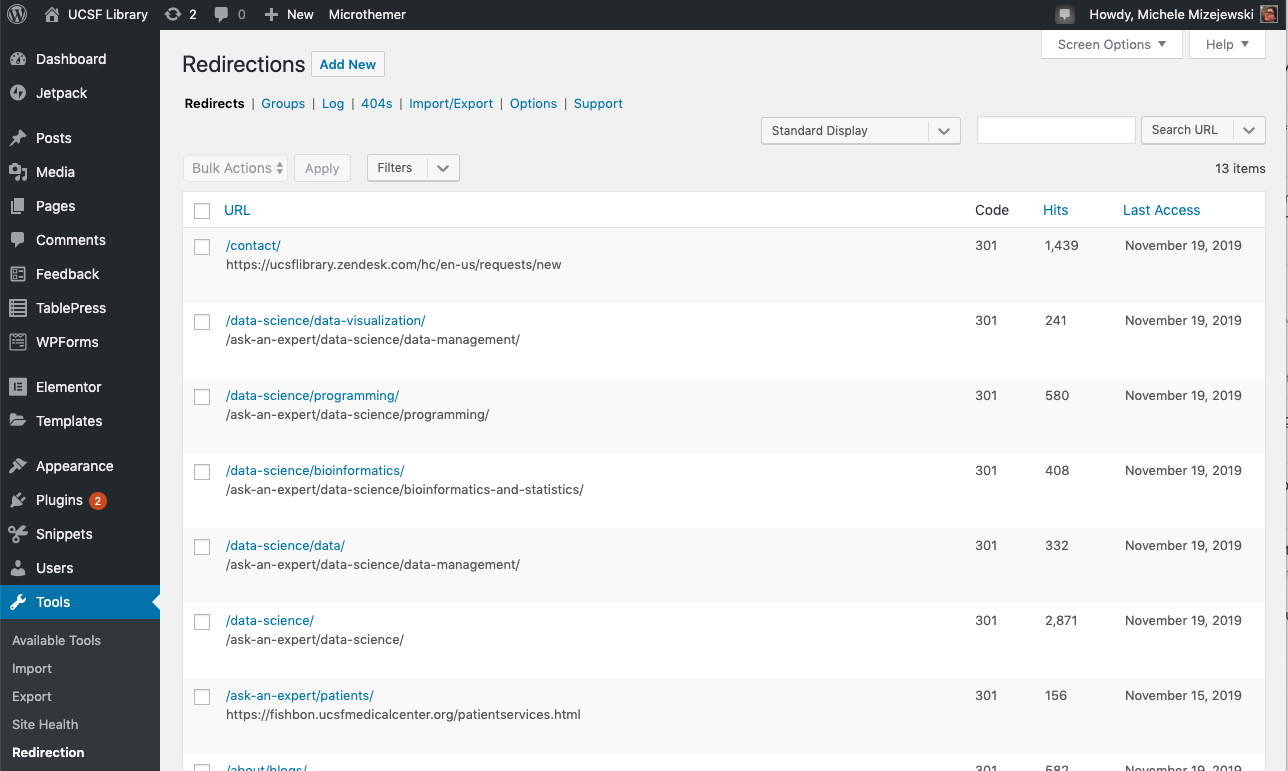 UCSF Library 2 0 New Microthemer Howdy, Michele Mizejewski
Screen Options Help
Dashboard
Jetpack
Posts
Media
Pages
Comments
Feedback
TablePress
WPForms
Elementor
Templates
Appearance
Plugins 2
Snippets
Users
Tools
Available Tools
Import
Export
Site Health
Redirection
Redirections Add New
Redirects | Groups | Log | 404s | Import/Export | Options | Support
Standard Display Search URL
Bulk Actions Apply Filters 13 items
URL Code Hits Last Access
/contact/ 301 1,439 November 19, 2019
https://ucsflibrary.zendesk.com/hc/en-us/requests/new
/data-science/data-visualization/ 301 241 November 19, 2019
/ask-an-expert/data-science/data-management/
/data-science/programming/ 301 580 November 19, 2019
/ask-an-expert/data-science/programming/
/data-science/bioinformatics/ 301 408 November 19, 2019
/ask-an-expert/data-science/bioinformatics-and-statistics/
/data-science/data/ 301 332 November 19, 2019
/ask-an-expert/data-science/data-management/
/data-science/ 301 2,871 November 19, 2019
/ask-an-expert/data-science/
/ask-an-expert/patients/ 301 156 November 15, 2019
https://fishbon.ucsfmedicalcenter.org/patientservices.html
/about/blogs/ 301 582 November 19, 2019